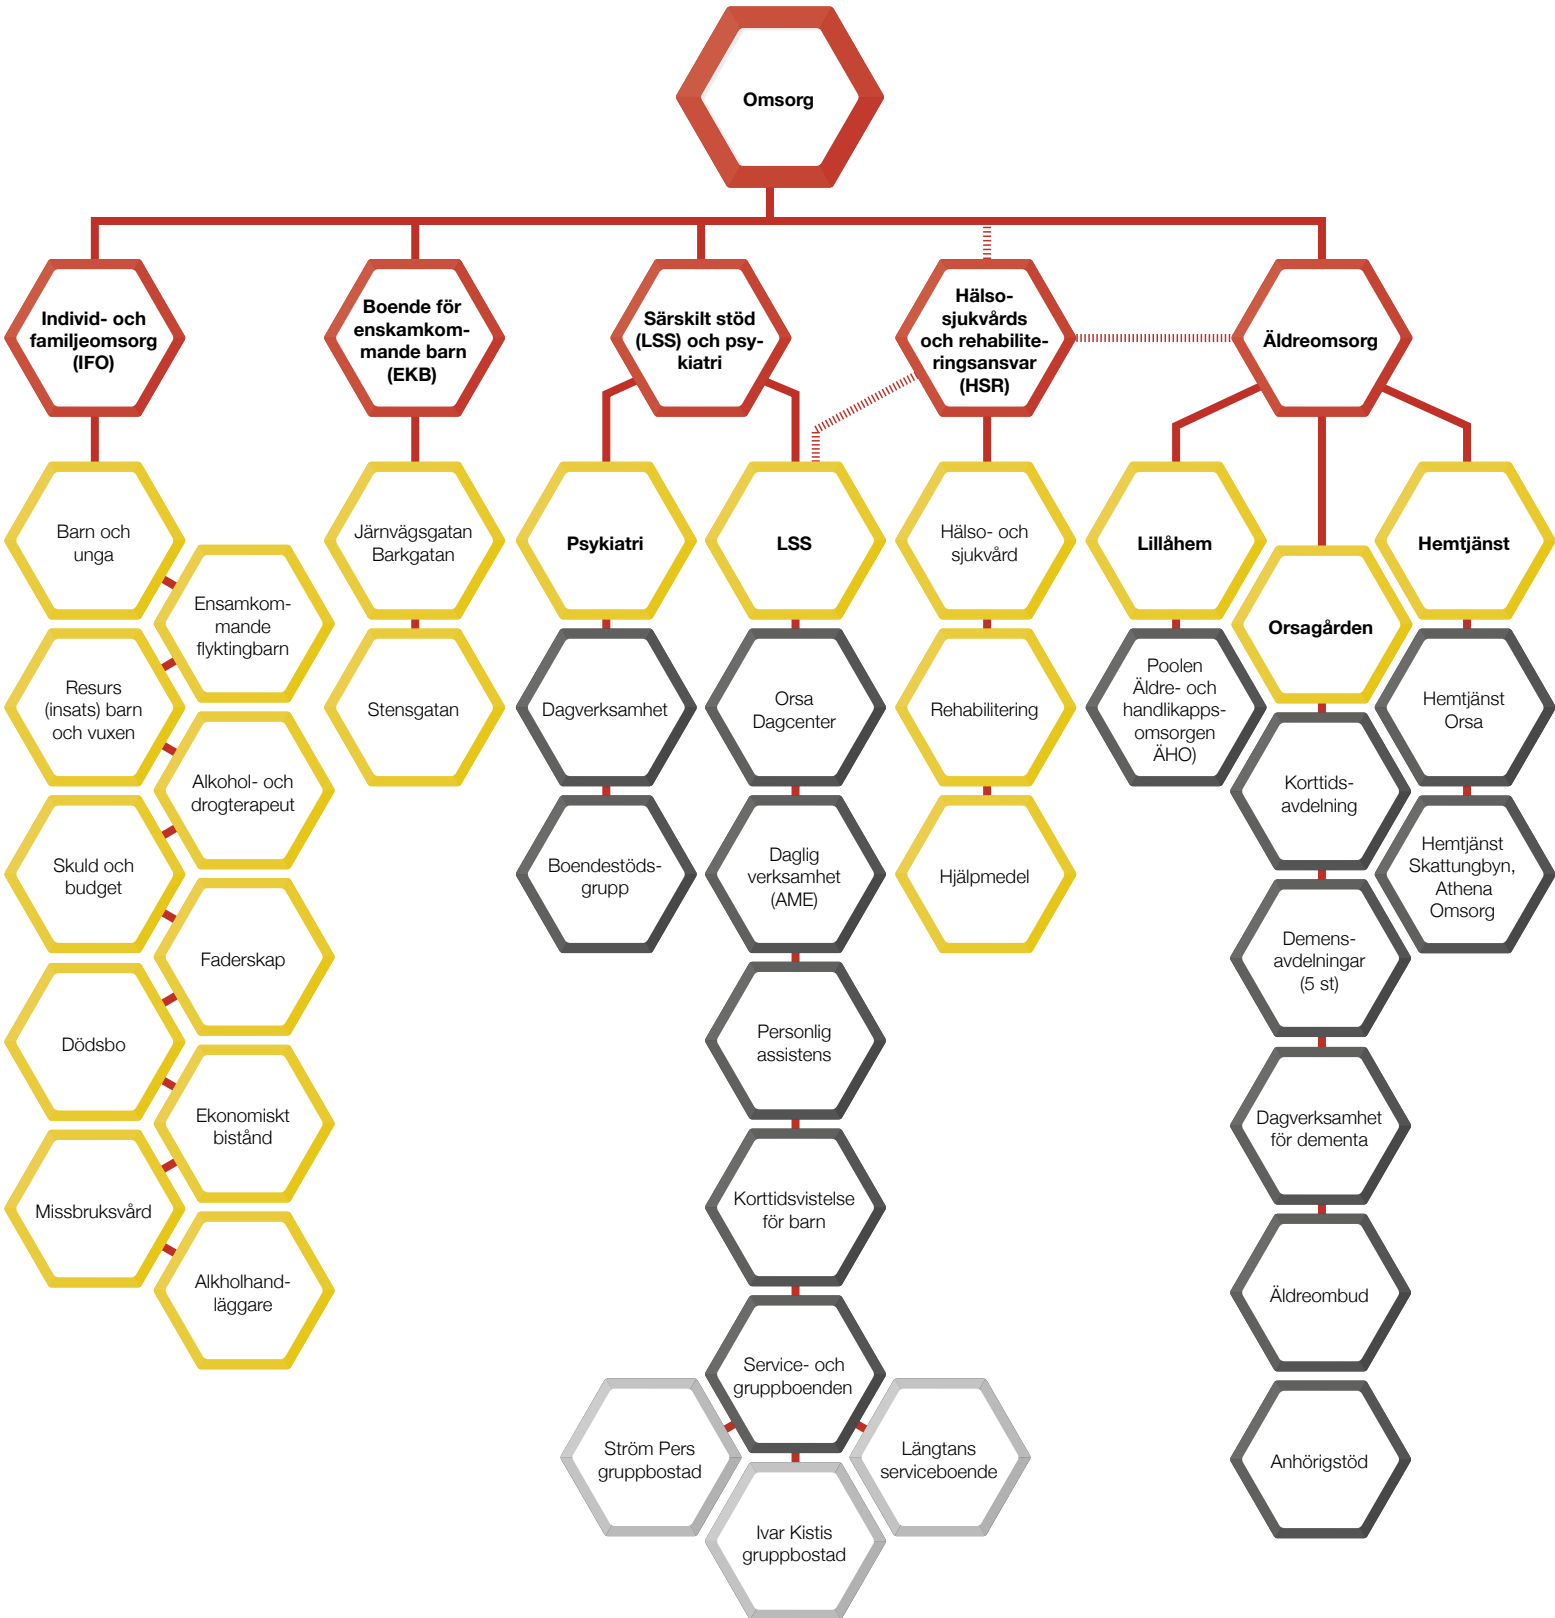 Omsorg
Individ- och
familjeomsorg
(IFO)
Boende för
enskamkom-
mande barn
(EKB)
Särskilt stöd
(LSS) och psy-
kiatri
Hälso-
sjukvårds
och rehabilite-
ringsansvar
(HSR)
Äldreomsorg
Barn och
unga
Ensamkom-
mande
flyktingbarn
Resurs
(insats) barn
och vuxen
Alkohol- och
drogterapeut
Skuld och
budget
Faderskap
Dödsbo
Ekonomiskt
bistånd
Missbruksvård
Alkholhand-
läggare
Järnvägsgatan
Barkgatan
Stensgatan
Psykiatri
Dagverksamhet
Boendestöds-
grupp
LSS
Orsa
Dagcenter
Daglig
verksamhet
(AME)
Personlig
assistens
Korttidsvistelse
för barn
Service- och
gruppboenden
Ström Pers
gruppbostad
Ivar Kistis
gruppbostad
Längtans
serviceboende
Hälso- och
sjukvård
Rehabilitering
Hjälpmedel
Lillåhem
Poolen
Äldre- och
handlikapps-
omsorgen
ÄHO)
Orsagården
Korttids-
avdelning
Demens-
avdelningar
(5 st)
Dagverksamhet
för dementa
Äldreombud
Anhörigstöd
Hemtjänst
Hemtjänst
Orsa
Hemtjänst
Skattungbyn,
Athena
Omsorg